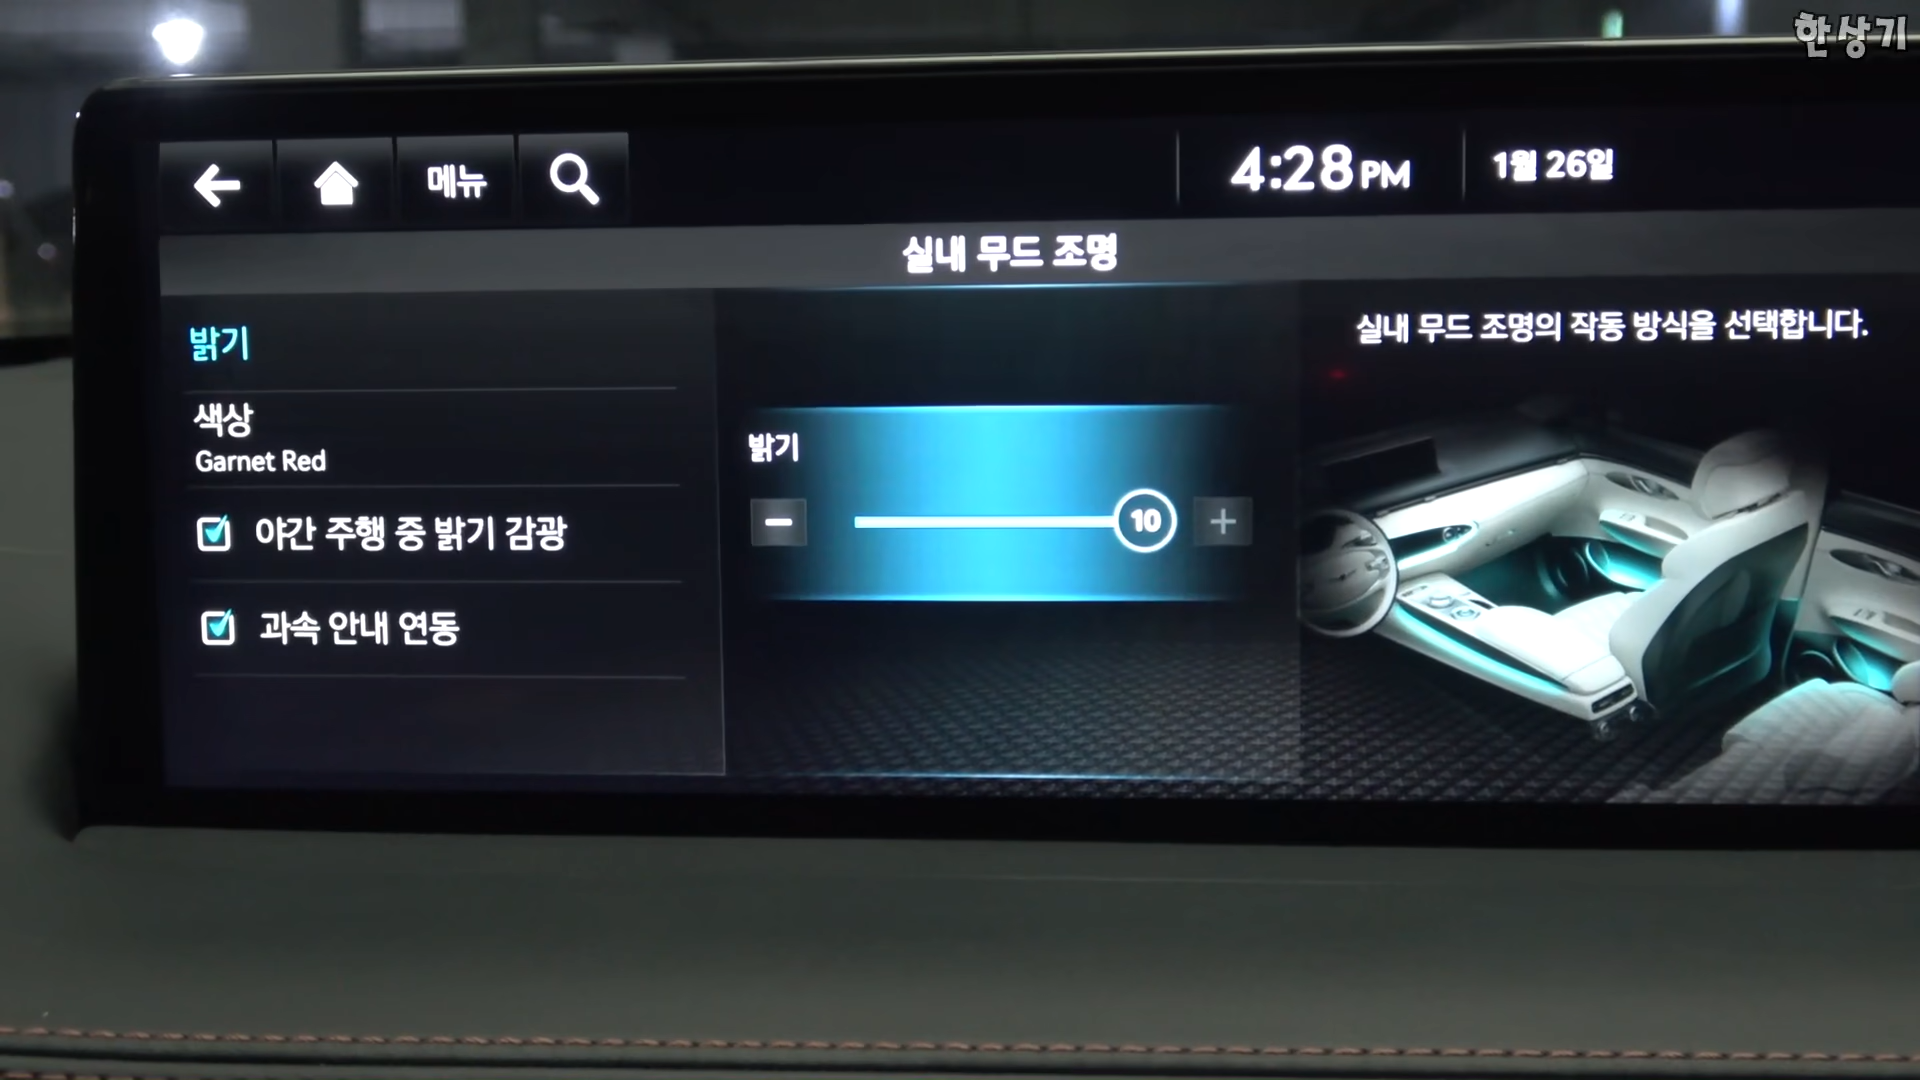 한상기
메뉴
4:28 PM
1월 26일
실내 무드 조명
밝기
색상
Garnet Red
야간 주행 중 밝기 감광
과속 안내 연동
밝기
10
실내 무드 조명의 작동 방식을 선택합니다.